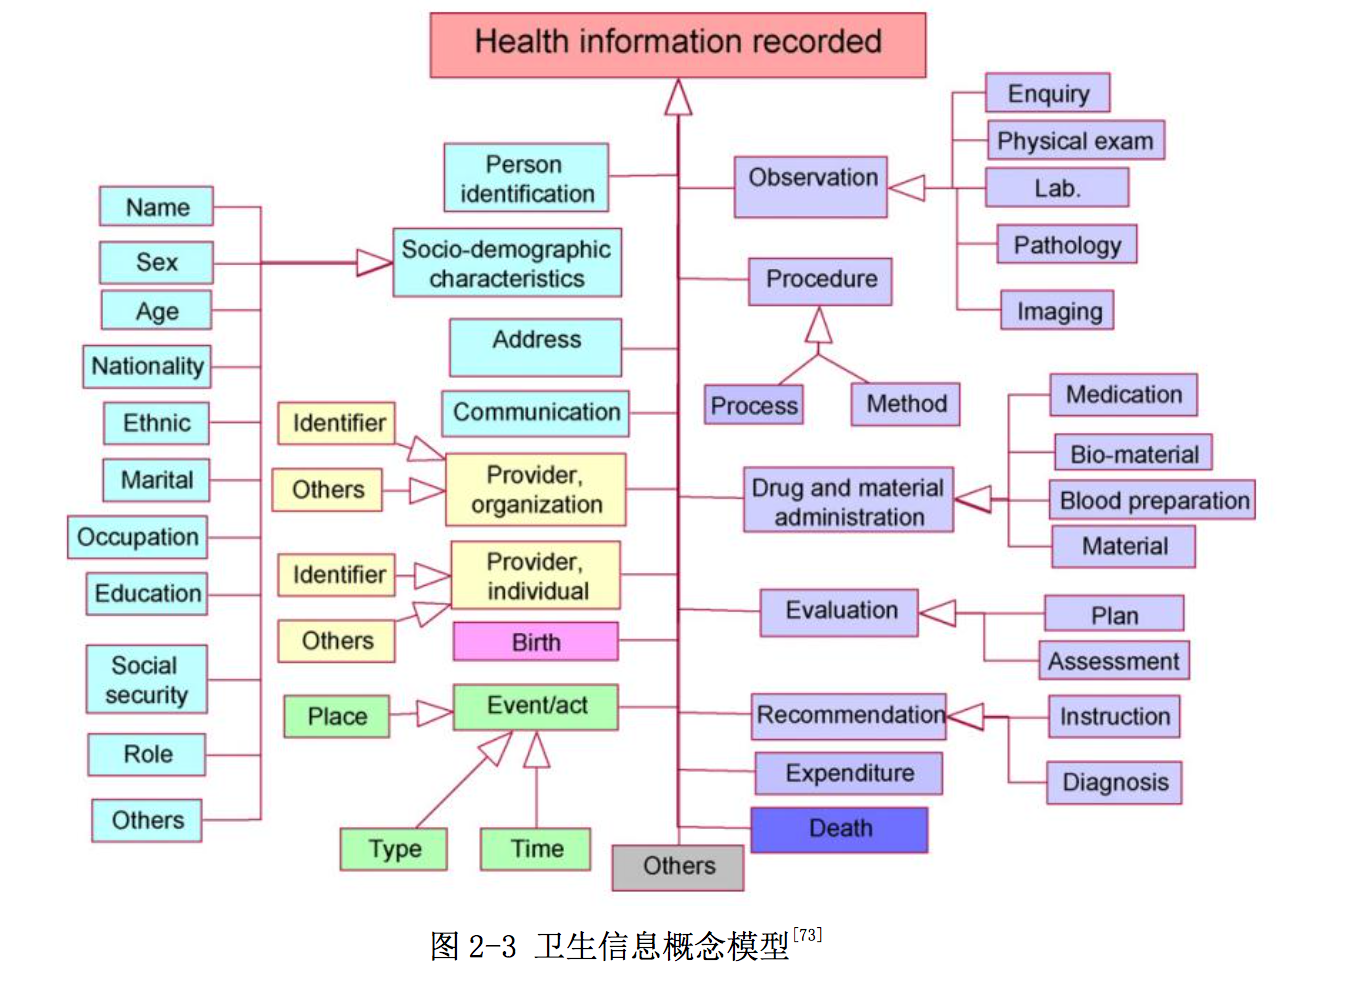 Health information recorded
Person
identification
Socio-demographic
characteristics
Name
Sex
Age
Nationality
Ethnic
Marital
Occupation
Education
Social
security
Role
Others
Address
Communication
Identifier
Others
Provider,
organization
Identifier
Others
Provider,
individual
Birth
Place
Event/act
Type
Time
Others
Observation
Enquiry
Physical exam
Lab.
Pathology
Imaging
Procedure
Process
Method
Drug and material
administration
Medication
Bio-material
Blood preparation
Material
Evaluation
Plan
Assessment
Recommendation
Instruction
Diagnosis
Expenditure
Death
图 2-3 卫生信息概念模型[73]